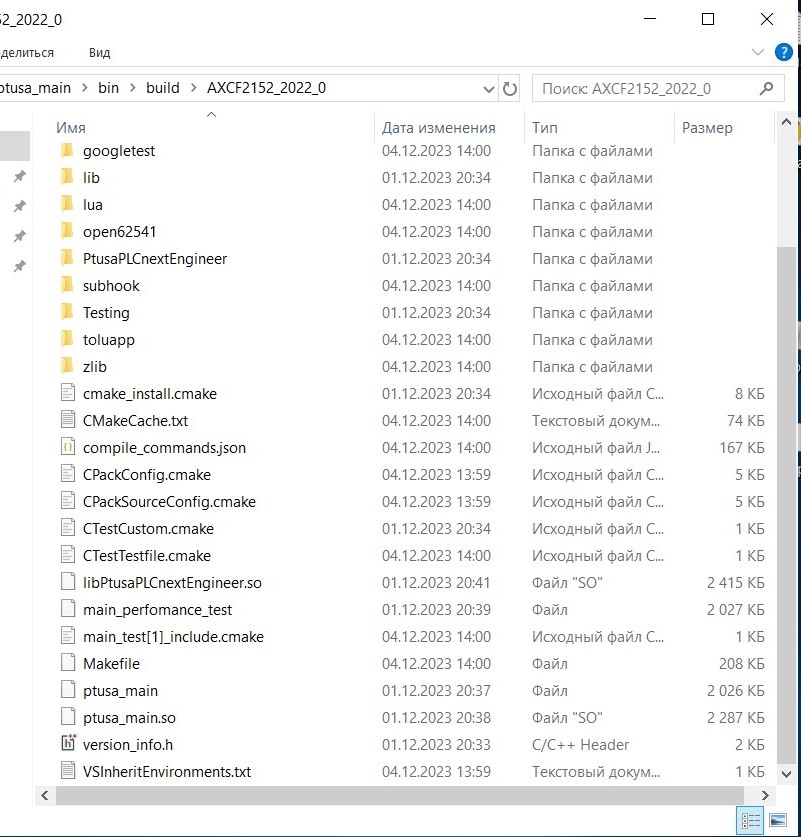 52_2022_0
делиться Вид
ptusa_main > bin > build > AXCF2152_2022_0 Поиск: AXCF2152_2022_0
Имя Дата изменения Тип Размер
googletest 04.12.2023 14:00 Папка с файлами
lib 01.12.2023 20:34 Папка с файлами
lua 04.12.2023 14:00 Папка с файлами
open62541 04.12.2023 14:00 Папка с файлами
PtusaPLCnextEngineer 01.12.2023 20:34 Папка с файлами
subhook 04.12.2023 14:00 Папка с файлами
Testing 01.12.2023 20:34 Папка с файлами
toluapp 04.12.2023 14:00 Папка с файлами
zlib 04.12.2023 14:00 Папка с файлами
cmake_install.cmake 01.12.2023 20:34 Исходный файл C... 8 КБ
CMakeCache.txt 04.12.2023 14:00 Текстовый докум... 74 КБ
compile_commands.json 04.12.2023 14:00 Исходный файл J... 167 КБ
CPackConfig.cmake 04.12.2023 13:59 Исходный файл C... 5 КБ
CPackSourceConfig.cmake 04.12.2023 13:59 Исходный файл C... 5 КБ
CTestCustom.cmake 01.12.2023 20:34 Исходный файл C... 1 КБ
CTestTestfile.cmake 04.12.2023 14:00 Исходный файл C... 1 КБ
libPtusaPLCnextEngineer.so 01.12.2023 20:41 Файл "SO" 2 415 КБ
main_perfomance_test 01.12.2023 20:39 Файл 2 027 КБ
main_test[1]_include.cmake 04.12.2023 14:00 Исходный файл C... 1 КБ
Makefile 04.12.2023 14:00 Файл 208 КБ
ptusa_main 01.12.2023 20:37 Файл 2 026 КБ
ptusa_main.so 01.12.2023 20:38 Файл "SO" 2 287 КБ
version_info.h 01.12.2023 20:33 C/C++ Header 2 КБ
VSInheritEnvironments.txt 04.12.2023 13:59 Текстовый докум... 1 КБ